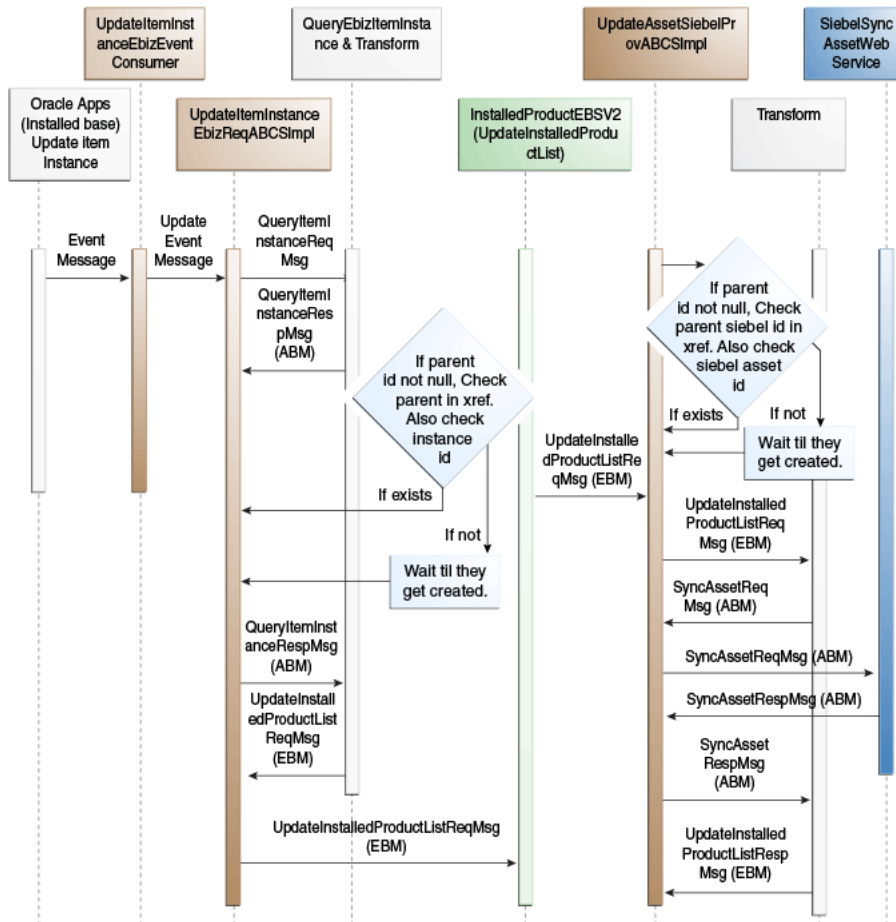 UpdateItemInst
anceEbizEvent
Consumer
QueryEbizItemInsta
nce & Transform
UpdateAssetSiebelPr
ovABCSImpl
SiebelSync
AssetWeb
Service
Oracle Apps
(Installed base)
Update item
Instance
UpdateItemInstance
EbizReqABCSImpl
InstalledProductEBSV2
(UpdateInstalledProdu
ctList)
Transform
Event
Message
Update
Event
Message
QueryItemI
nstanceReq
Msg
QueryItemI
nstanceRes
pMsg
(ABM)
If parent
id not null, Check
parent in xref.
Also check
instance
id
If exists
If not
Wait til they
get created.
QueryItemInst
anceRespMsg
(ABM)
UpdateInstall
edProductList
ReqMsg
(EBM)
UpdateInstalledProductListReqMsg
(EBM)
UpdateInstalle
dProductListRe
qMsg (EBM)
If parent
id not null, Check
parent siebel id in
xref. Also check
siebel asset
id
If exists
If not
Wait til they
get created.
UpdateInstalled
ProductListReq
Msg (EBM)
SyncAssetReq
Msg (ABM)
SyncAssetReqMsg (ABM)
SyncAssetRespMsg (ABM)
SyncAsset
RespMsg
(ABM)
UpdateInstalled
ProductListResp
Msg (EBM)